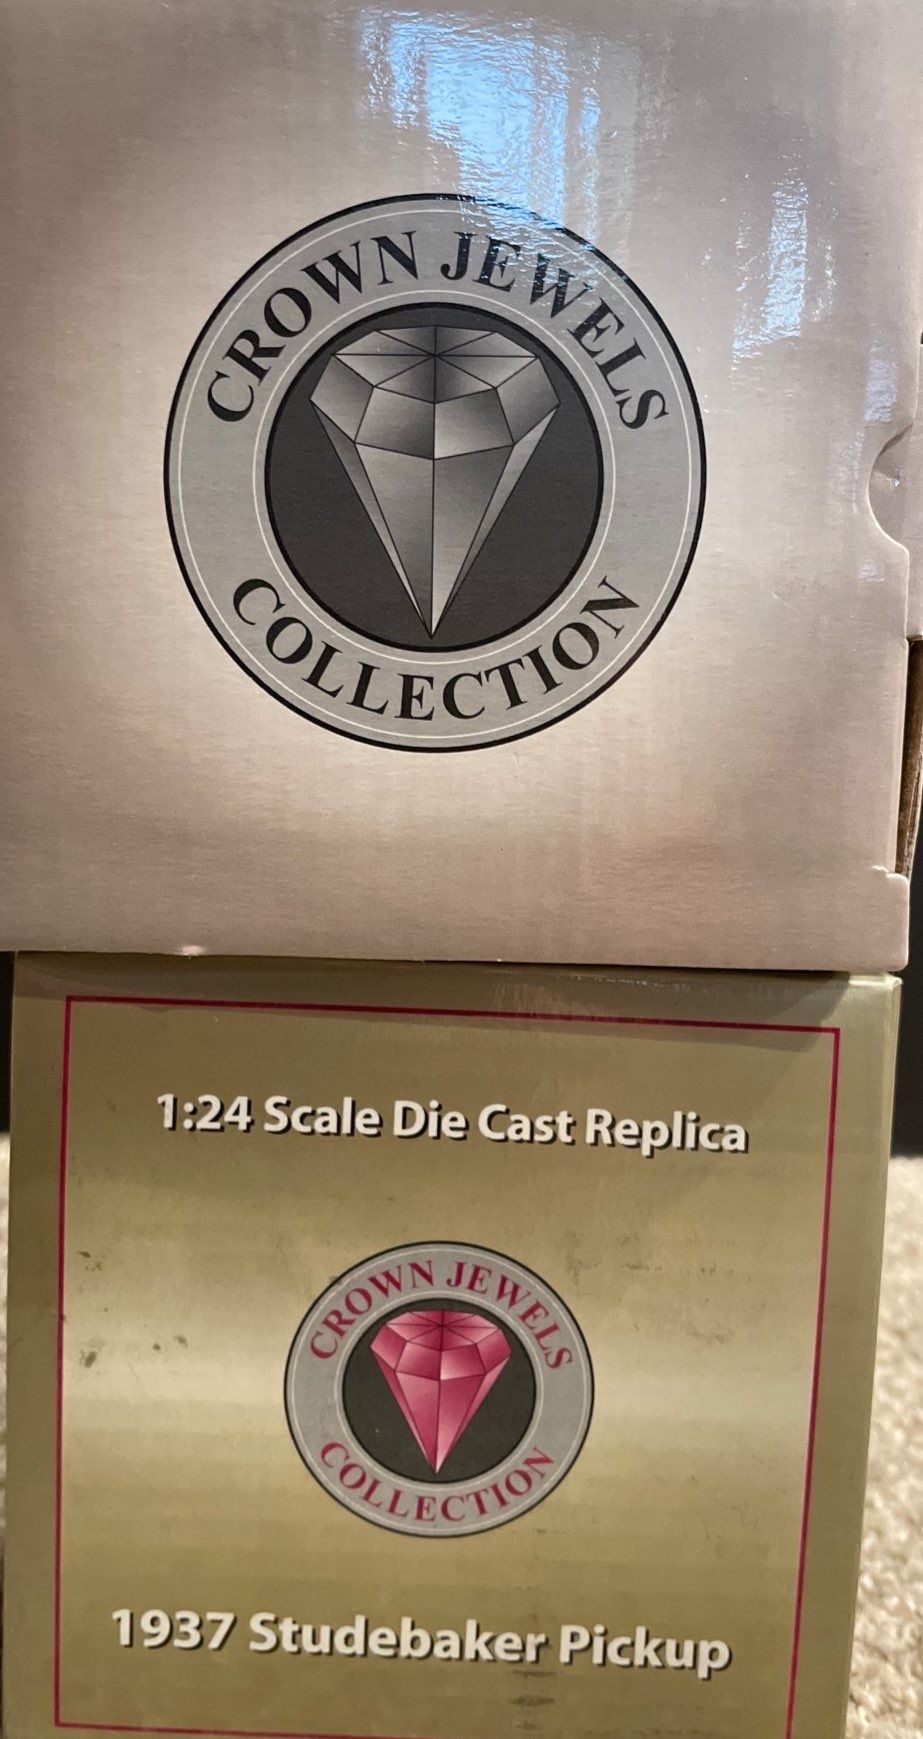 CROWN JEWELS
COLLECTION
1:24 Scale Die Cast Replica
CROWN JEWELS
COLLECTION
1937 Studebaker Pickup